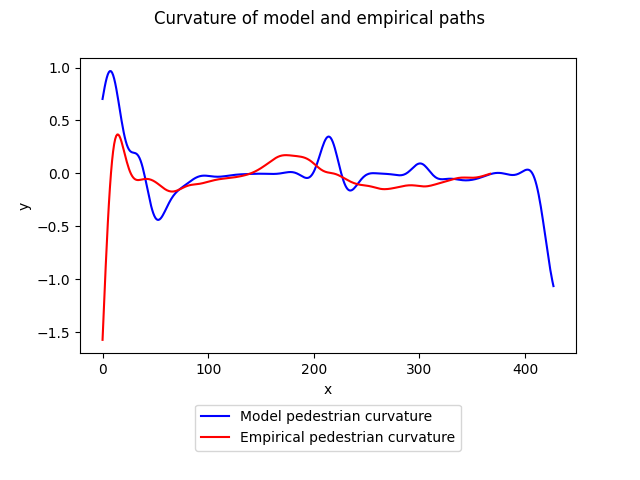 Curvature of model and empirical paths
1.0
0.5
0.0
−0.5
−1.0
−1.5
y
0 100 200 300 400
x
Model pedestrian curvature
Empirical pedestrian curvature